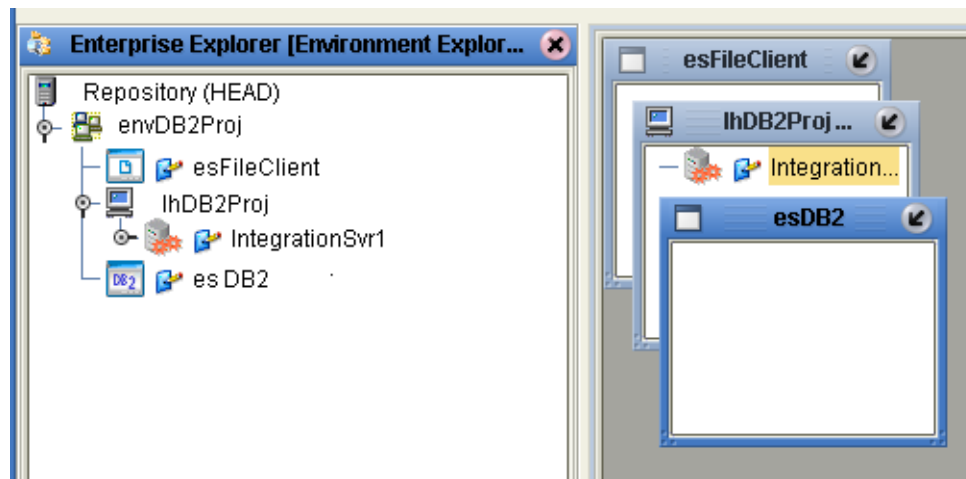 Enterprise Explorer [Environment Explor...
Repository (HEAD)
envDB2Proj
esFileClient
lhDB2Proj
IntegrationSvr1
DB2
es DB2
esFileClient
lhDB2Proj ...
Integration...
esDB2